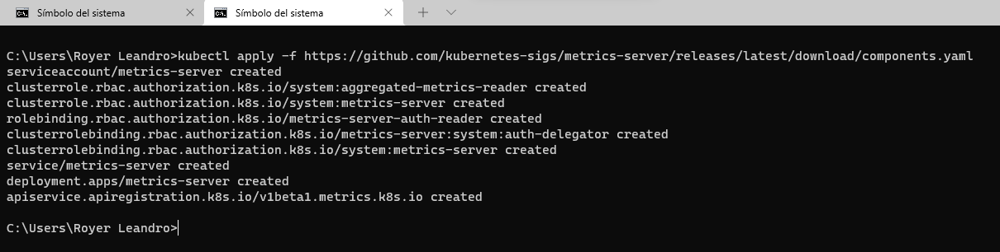 Símbolo del sistema
Símbolo del sistema
C:\Users\Royer Leandro>kubectl apply -f https://github.com/kubernetes-sigs/metrics-server/releases/latest/download/components.yaml
serviceaccount/metrics-server created
clusterrole.rbac.authorization.k8s.io/system:aggregated-metrics-reader created
clusterrole.rbac.authorization.k8s.io/system:metrics-server created
rolebinding.rbac.authorization.k8s.io/metrics-server-auth-reader created
clusterrolebinding.rbac.authorization.k8s.io/metrics-server:system:auth-delegator created
clusterrolebinding.rbac.authorization.k8s.io/system:metrics-server created
service/metrics-server created
deployment.apps/metrics-server created
apiservice.apiregistration.k8s.io/v1beta1.metrics.k8s.io created
C:\Users\Royer Leandro>